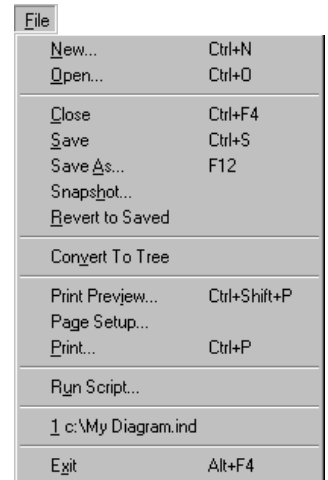 File
New... Ctrl+N
Open... Ctrl+O
Close Ctrl+F4
Save Ctrl+S
Save As... F12
Snapshot...
Revert to Saved
Convert To Tree
Print Preview... Ctrl+Shift+P
Page Setup...
Print... Ctrl+P
Run Script...
1 c:\My Diagram.ind
Exit Alt+F4